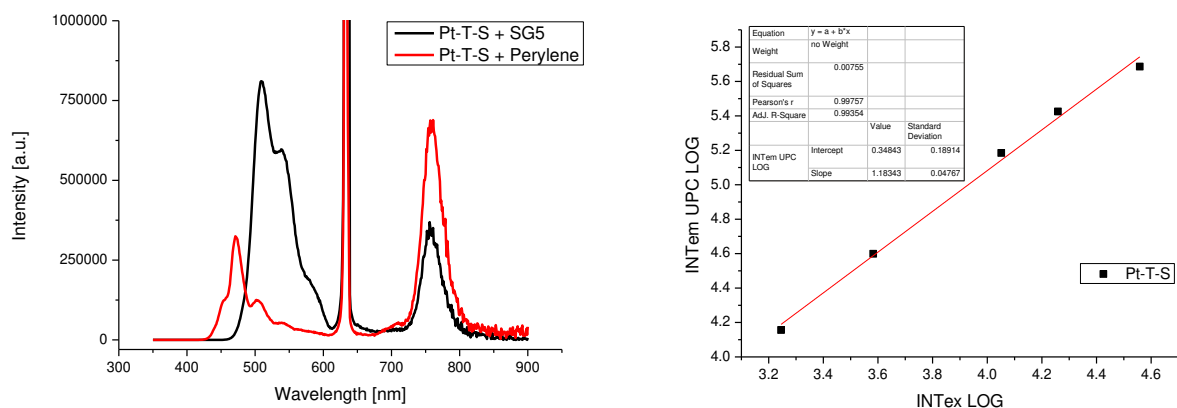 Intensity [a.u.]
1000000
750000
500000
250000
0
300 400 500 600 700 800 900
Wavelength [nm]
Pt-T-S + SG5
Pt-T-S + Perylene
INTem UPC LOG
5.8
5.6
5.4
5.2
5.0
4.8
4.6
4.4
4.2
4.0
3.2 3.4 3.6 3.8 4.0 4.2 4.4 4.6
INTex LOG
Equation y = a + b*x
Weight no Weight
Residual Sum of Squares 0.00755
Pearson's r 0.99757
Adj. R-Square 0.99354
Value Standard Deviation
INTem UPC LOG Intercept 0.34843 0.18914
Slope 1.18343 0.04767
Pt-T-S